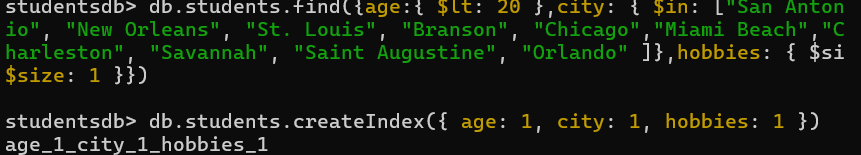 studentsdb> db.students.find({age:{ $lt: 20 },city: { $in: ["San Anton
io", "New Orleans", "St. Louis", "Branson", "Chicago","Miami Beach","C
harleston", "Savannah", "Saint Augustine", "Orlando" ]},hobbies: { $si
$size: 1 }})
studentsdb> db.students.createIndex({ age: 1, city: 1, hobbies: 1 })
age_1_city_1_hobbies_1